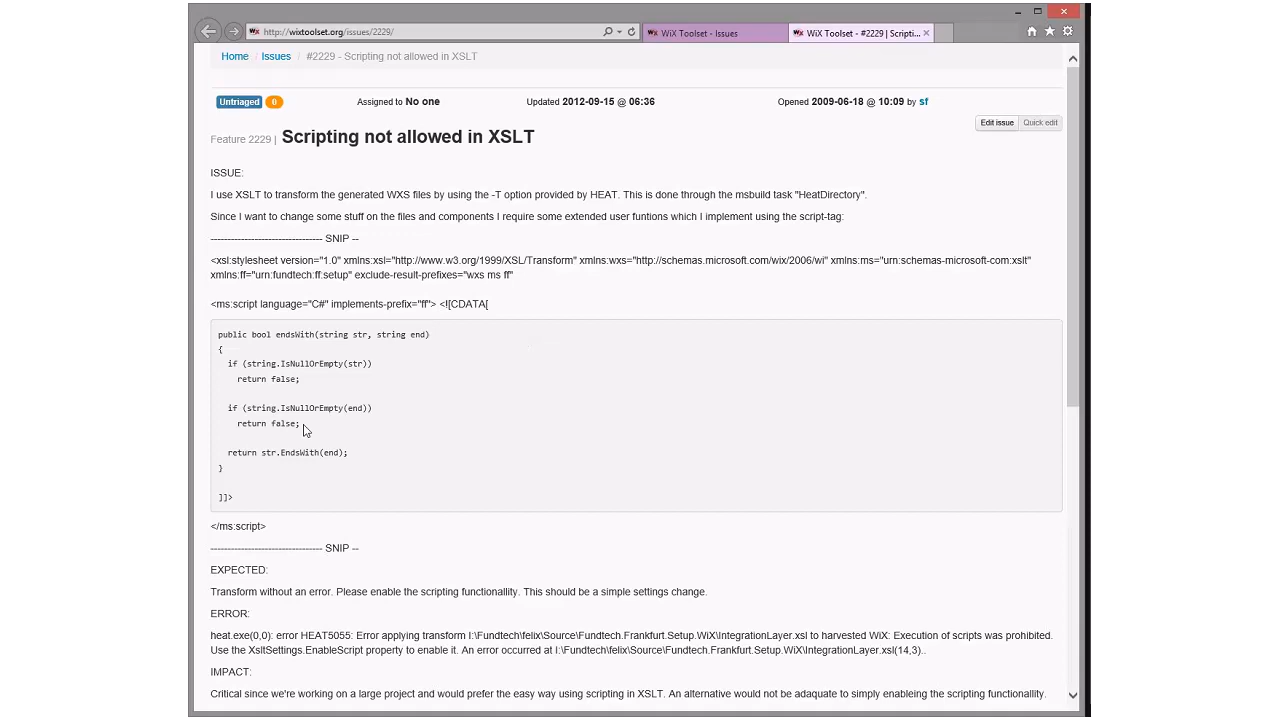 http://wixtoolset.org/issues/2229/
WiX Toolset - Issues
WiX Toolset - #2229 | Scripti...
Home Issues / #2229 - Scripting not allowed in XSLT
Untriaged 0 Assigned to No one Updated 2012-09-15 @ 06:36 Opened 2009-06-18 @ 10:09 by sf
Edit issue Quick edit
Feature 2229 | Scripting not allowed in XSLT
ISSUE:
I use XSLT to transform the generated WXS files by using the -T option provided by HEAT. This is done through the msbuild task "HeatDirectory".
Since I want to change some stuff on the files and components I require some extended user funtions which I implement using the script-tag:
--------------------------------- SNIP --
<xsl:stylesheet version="1.0" xmlns:xsl="http://www.w3.org/1999/XSL/Transform" xmlns:wxs="http://schemas.microsoft.com/wix/2006/wi" xmlns:ms="urn:schemas-microsoft-com:xslt"
xmlns:ff="urn:fundtech:ff:setup" exclude-result-prefixes="wxs ms ff"
<ms:script language="C#" implements-prefix="ff"> <![CDATA[
public bool endsWith(string str, string end)
{
if (string.IsNullOrEmpty(str))
return false;
if (string.IsNullOrEmpty(end))
return false;
return str.EndsWith(end);
}
]]>
</ms:script>
--------------------------------- SNIP --
EXPECTED:
Transform without an error. Please enable the scripting functionallity. This should be a simple settings change.
ERROR:
heat.exe(0,0): error HEAT5055: Error applying transform I:\Fundtech\felix\Source\Fundtech.Frankfurt.Setup.WiX\IntegrationLayer.xsl to harvested WiX: Execution of scripts was prohibited.
Use the XsltSettings.EnableScript property to enable it. An error occurred at I:\Fundtech\felix\Source\Fundtech.Frankfurt.Setup.WiX\IntegrationLayer.xsl(14,3)..
IMPACT:
Critical since we're working on a large project and would prefer the easy way using scripting in XSLT. An alternative would not be adaquate to simply enableing the scripting functionallity.